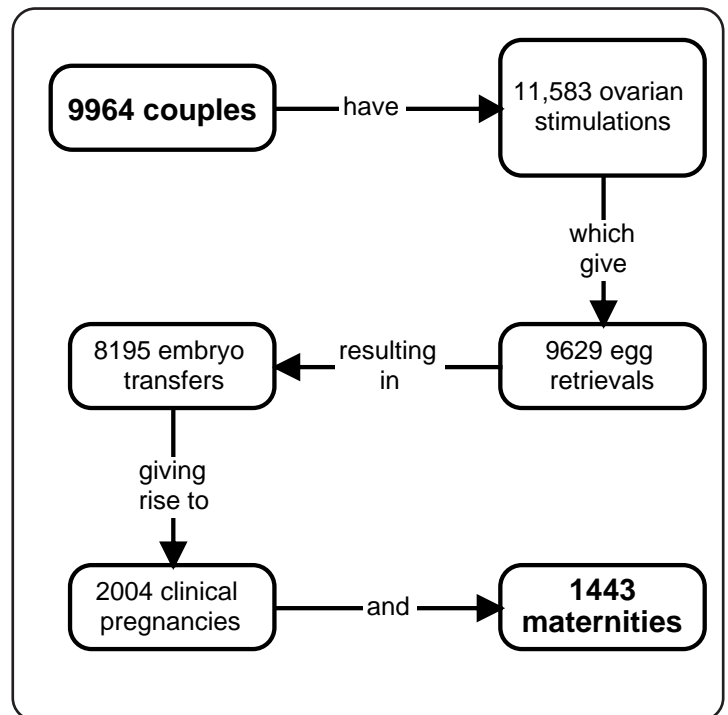 9964 couples
have
11,583 ovarian
stimulations
which
give
9629 egg
retrievals
resulting
in
8195 embryo
transfers
giving
rise to
2004 clinical
pregnancies
and
1443
maternities